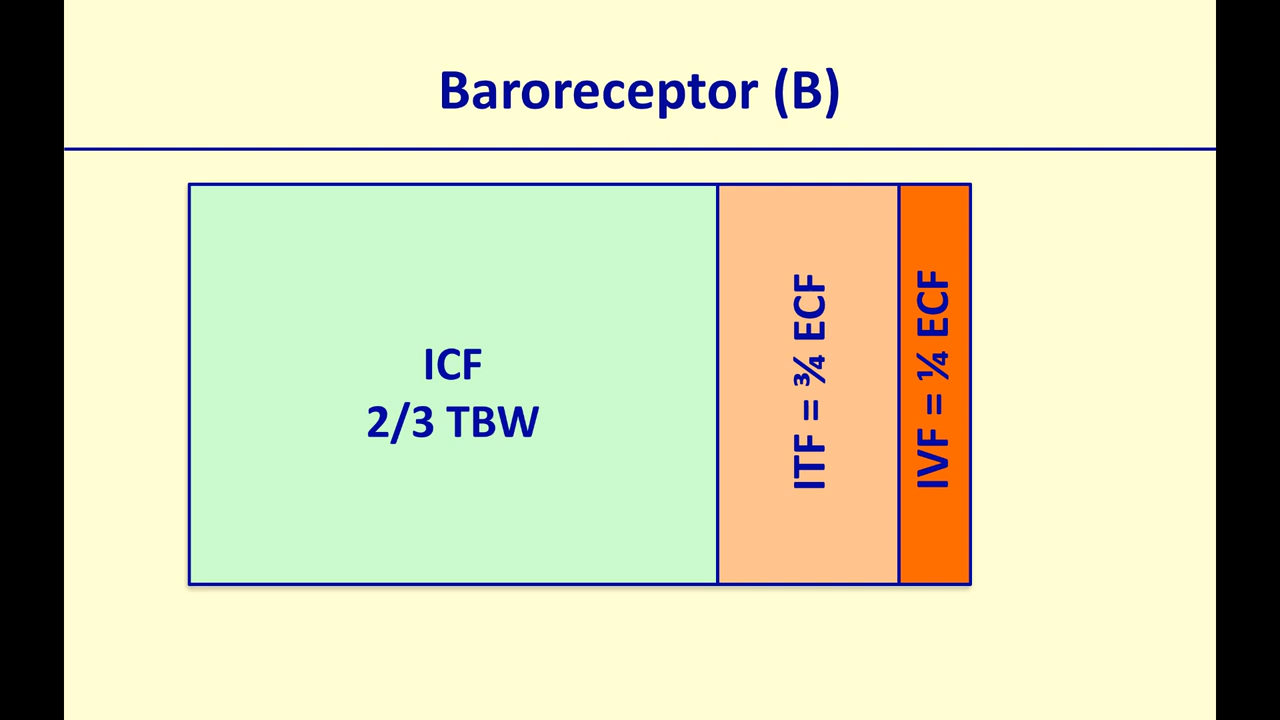 Baroreceptor (B)
ICF
2/3 TBW
ITF = ¾ ECF
IVF = ¼ ECF